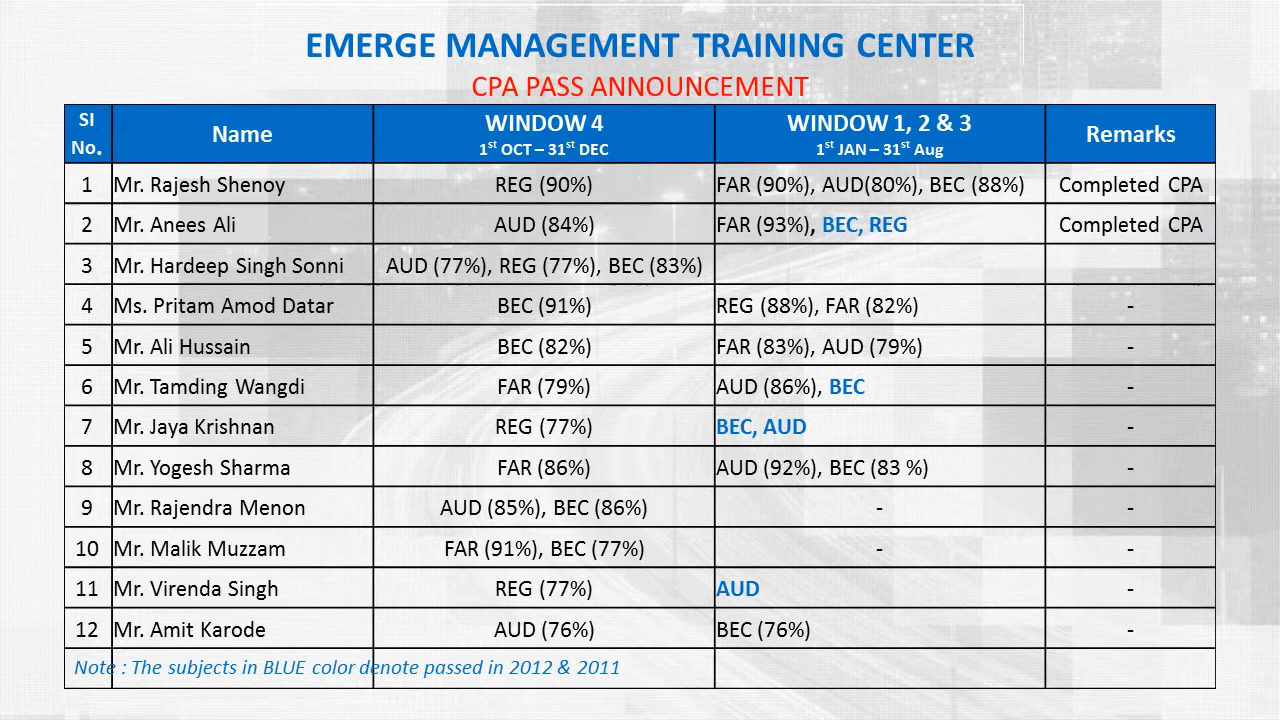 EMERGE MANAGEMENT TRAINING CENTER
CPA PASS ANNOUNCEMENT
SI No. Name WINDOW 4 1st OCT – 31st DEC WINDOW 1, 2 & 3 1st JAN – 31st Aug Remarks
1 Mr. Rajesh Shenoy REG (90%) FAR (90%), AUD(80%), BEC (88%) Completed CPA
2 Mr. Anees Ali AUD (84%) FAR (93%), BEC, REG Completed CPA
3 Mr. Hardeep Singh Sonni AUD (77%), REG (77%), BEC (83%)
4 Ms. Pritam Amod Datar BEC (91%) REG (88%), FAR (82%) -
5 Mr. Ali Hussain BEC (82%) FAR (83%), AUD (79%) -
6 Mr. Tamding Wangdi FAR (79%) AUD (86%), BEC -
7 Mr. Jaya Krishnan REG (77%) BEC, AUD -
8 Mr. Yogesh Sharma FAR (86%) AUD (92%), BEC (83 %) -
9 Mr. Rajendra Menon AUD (85%), BEC (86%) - -
10 Mr. Malik Muzzam FAR (91%), BEC (77%) - -
11 Mr. Virenda Singh REG (77%) AUD -
12 Mr. Amit Karode AUD (76%) BEC (76%) -
Note : The subjects in BLUE color denote passed in 2012 & 2011